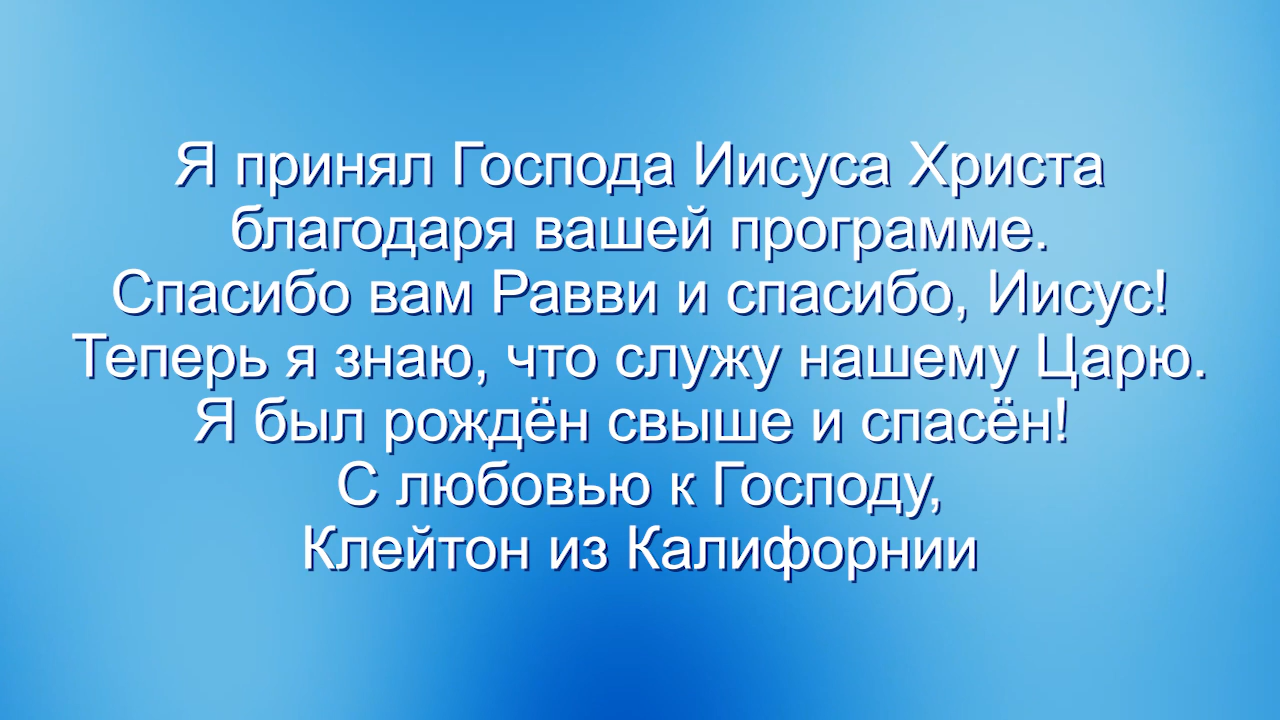 Я принял Господа Иисуса Христа
благодаря вашей программе.
Спасибо вам Равви и спасибо, Иисус!
Теперь я знаю, что служу нашему Царю.
Я был рождён свыше и спасён!
С любовью к Господу,
Клейтон из Калифорнии